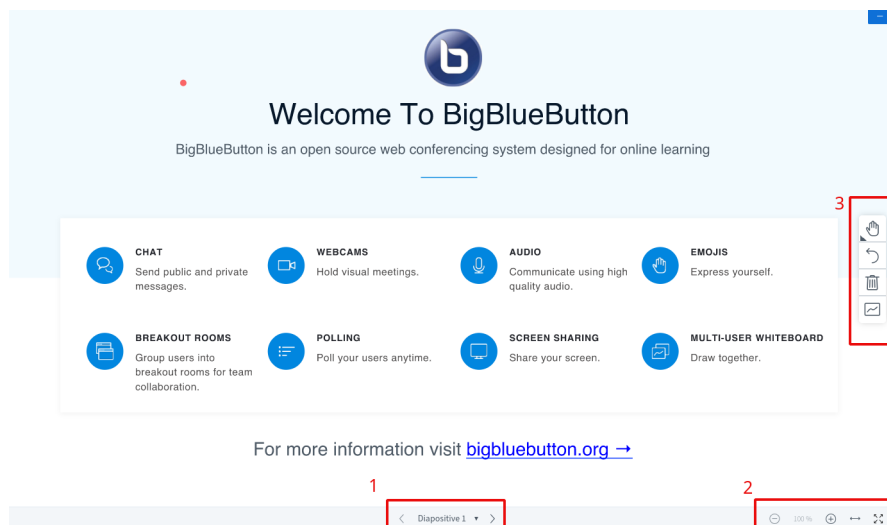 Welcome To BigBlueButton
BigBlueButton is an open source web conferencing system designed for online learning
3
CHAT
Send public and private
messages.
WEBCAMS
Hold visual meetings.
AUDIO
Communicate using high
quality audio.
EMOJIS
Express yourself.
BREAKOUT ROOMS
Group users into
breakout rooms for team
collaboration.
POLLING
Poll your users anytime.
SCREEN SHARING
Share your screen.
MULTI-USER WHITEBOARD
Draw together.
For more information visit bigbluebutton.org →
1
2
Diapositive 1
100 %